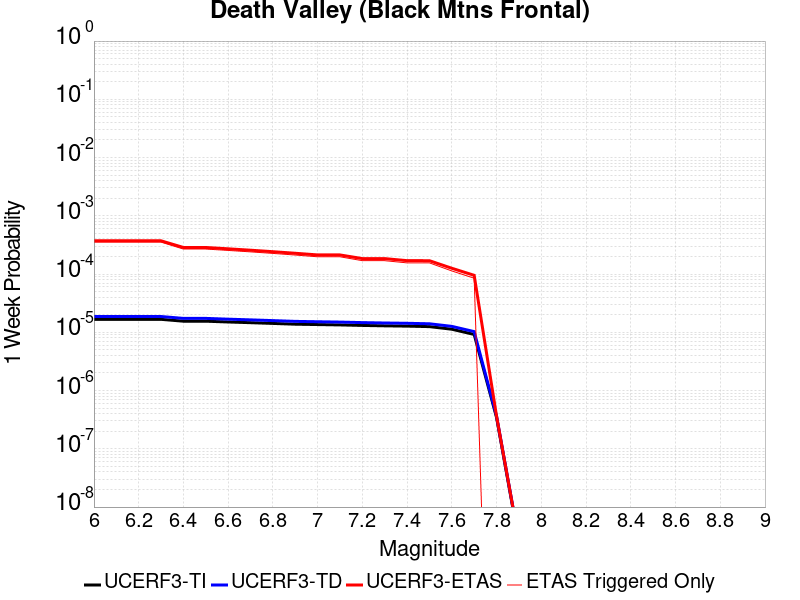 Death Valley (Black Mtns Frontal)
10^0
10^-1
10^-2
10^-3
10^-4
10^-5
10^-6
10^-7
10^-8
1 Week Probability
6 6.2 6.4 6.6 6.8 7 7.2 7.4 7.6 7.8 8 8.2 8.4 8.6 8.8 9
Magnitude
UCERF3-TI UCERF3-TD UCERF3-ETAS ETAS Triggered Only